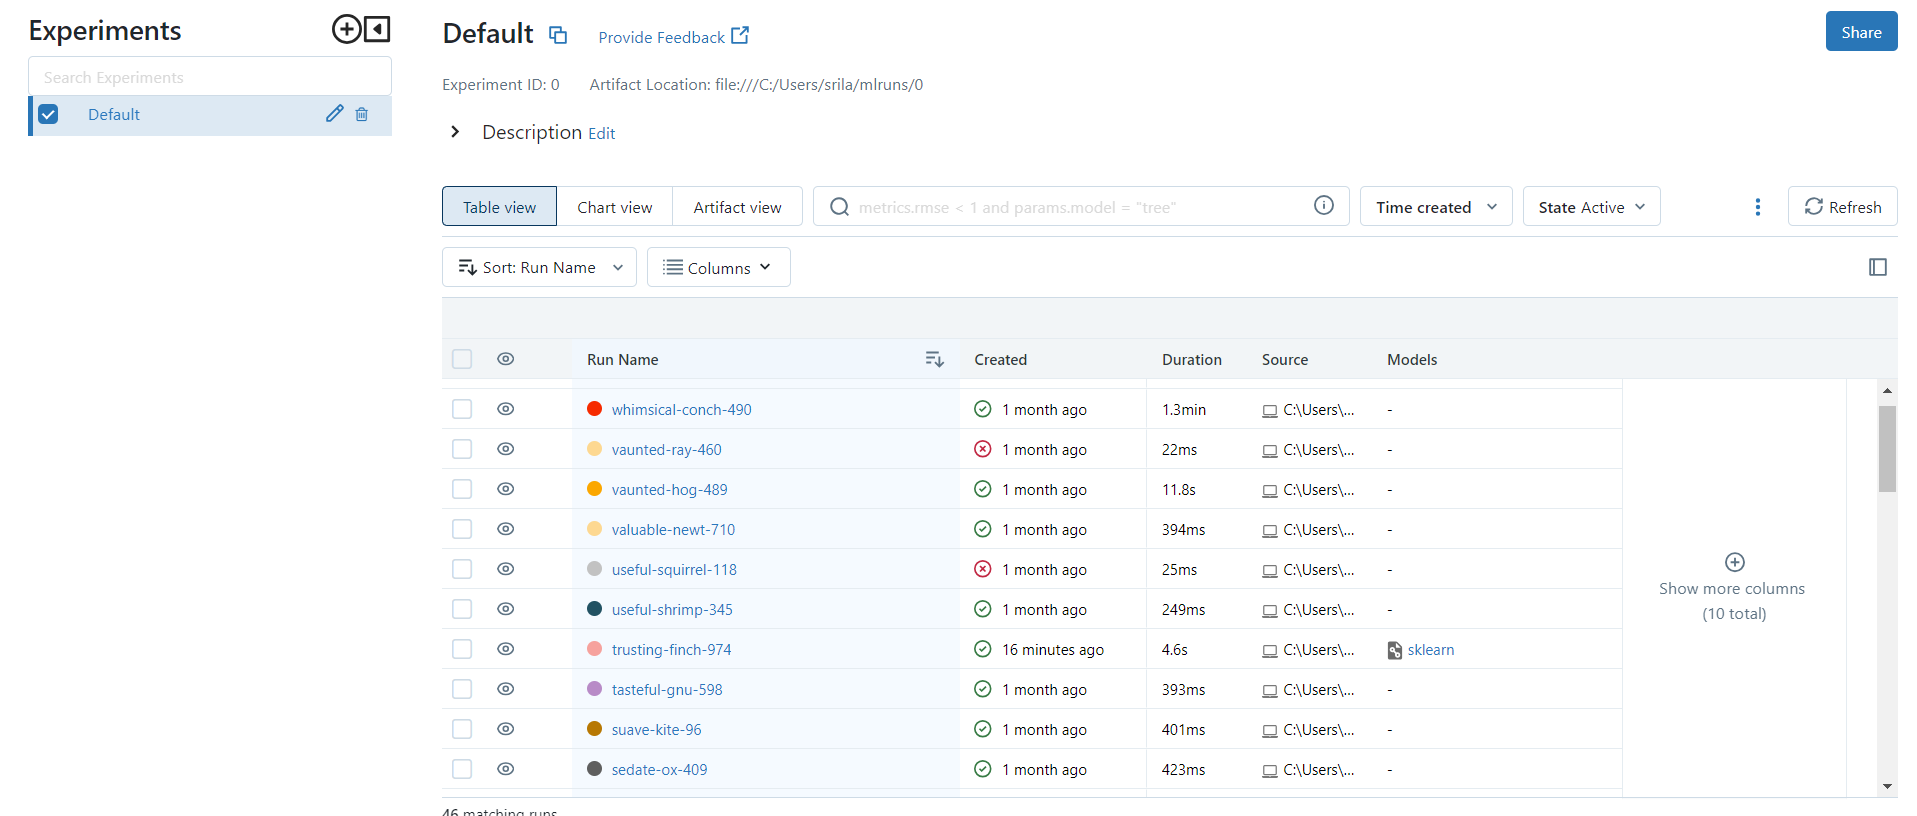 Experiments
Search Experiments
Default
Default
Provide Feedback
Share
Experiment ID: 0 Artifact Location: file:///C:/Users/srila/mlruns/0
Description Edit
Table view Chart view Artifact view metrics.rmse < 1 and params.model = "tree" Time created State Active Refresh
Sort: Run Name Columns
Run Name Created Duration Source Models
whimsical-conch-490 1 month ago 1.3min C:\Users\... -
vaunted-ray-460 1 month ago 22ms C:\Users\... -
vaunted-hog-489 1 month ago 11.8s C:\Users\... -
valuable-newt-710 1 month ago 394ms C:\Users\... -
useful-squirrel-118 1 month ago 25ms C:\Users\... -
useful-shrimp-345 1 month ago 249ms C:\Users\... -
trusting-finch-974 16 minutes ago 4.6s C:\Users\... sklearn
tasteful-gnu-598 1 month ago 393ms C:\Users\... -
suave-kite-96 1 month ago 401ms C:\Users\... -
sedate-ox-409 1 month ago 423ms C:\Users\... -
Show more columns
(10 total)
46 matching runs